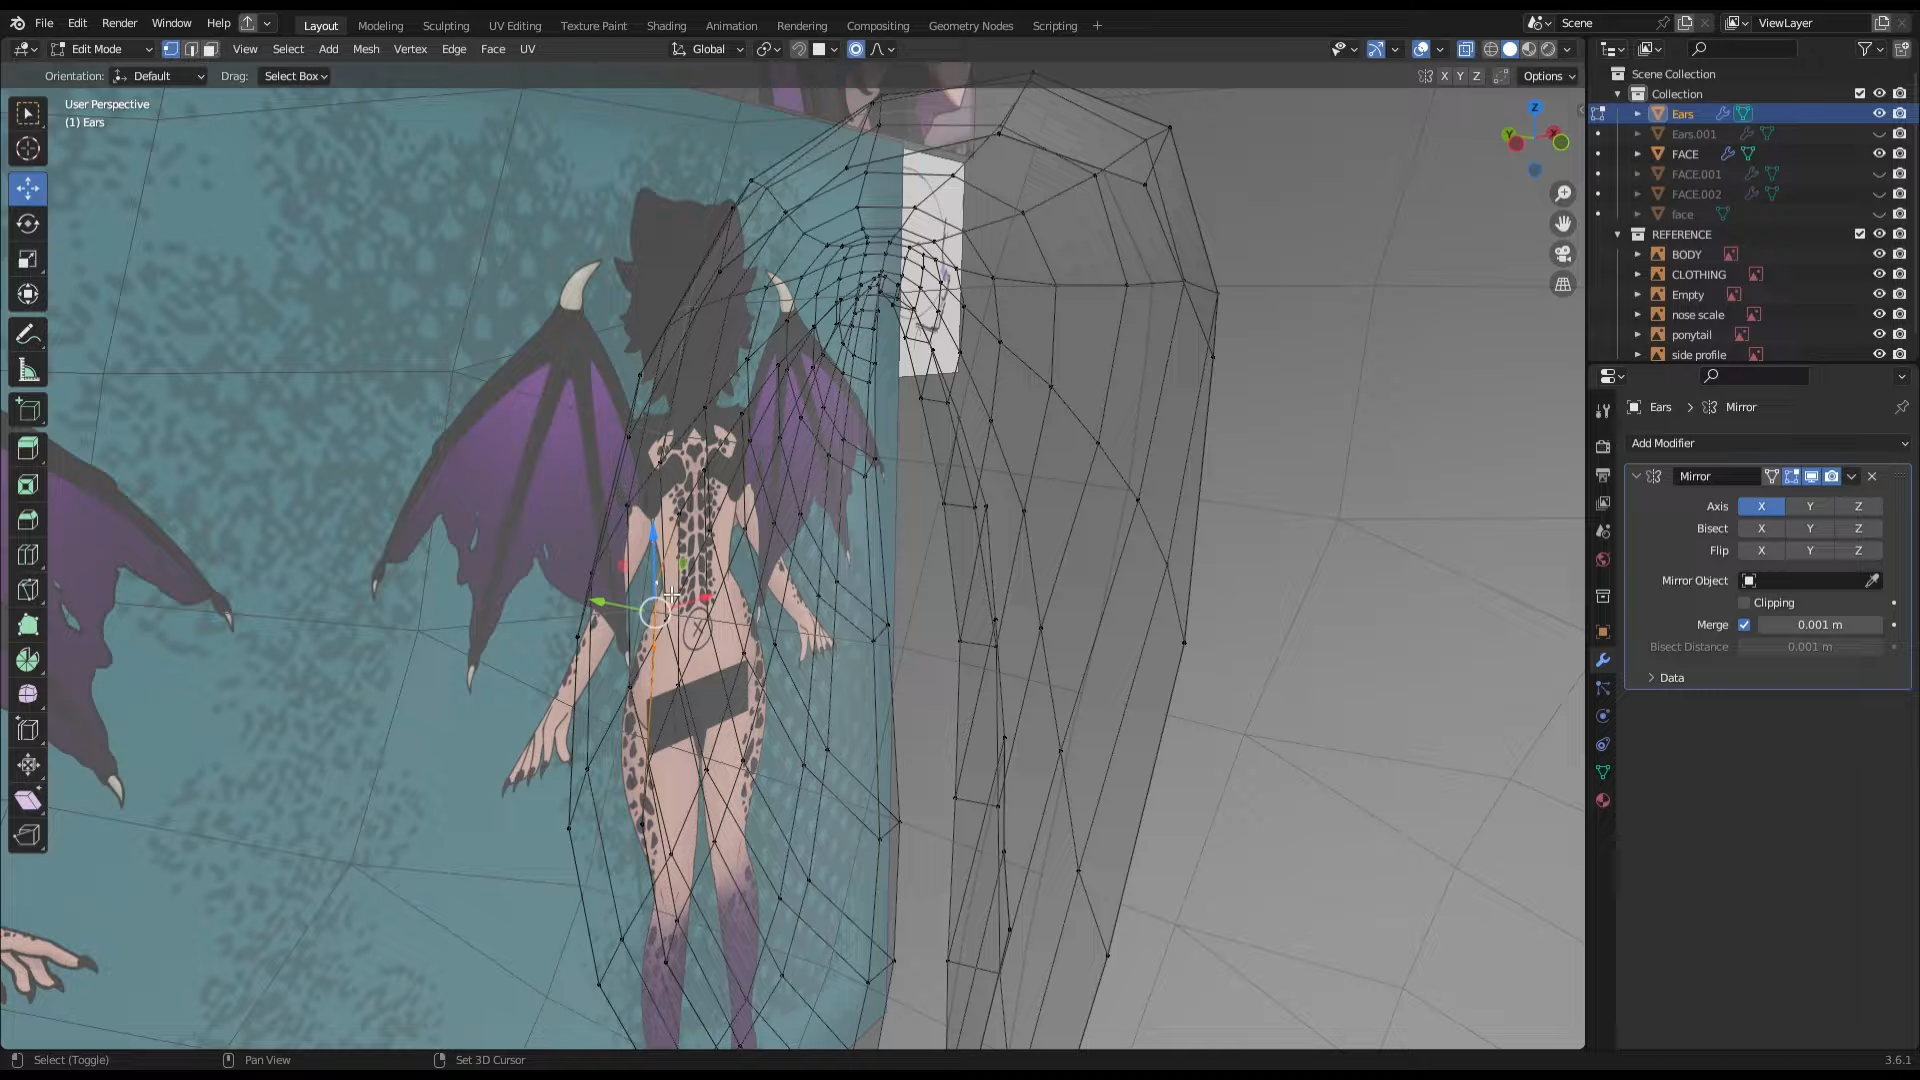 File Edit Render Window Help Layout Modeling Sculpting UV Editing Texture Paint Shading Animation Rendering Compositing Geometry Nodes Scripting + Scene ViewLayer
Edit Mode View Select Add Mesh Vertex Edge Face UV Global
Orientation: Default Drag: Select Box X Y Z Options
User Perspective
(1) Ears
Z
Y
Scene Collection
Collection
Ears
Ears.001
FACE
FACE.001
FACE.002
face
REFERENCE
BODY
CLOTHING
Empty
nose scale
ponytail
side profile
Ears > Mirror
Add Modifier
Mirror
Axis X Y Z
Bisect X Y Z
Flip X Y Z
Mirror Object
Clipping
Merge 0.001 m
Bisect Distance 0.001 m
Data
Select (Toggle) Pan View Set 3D Cursor 3.6.1